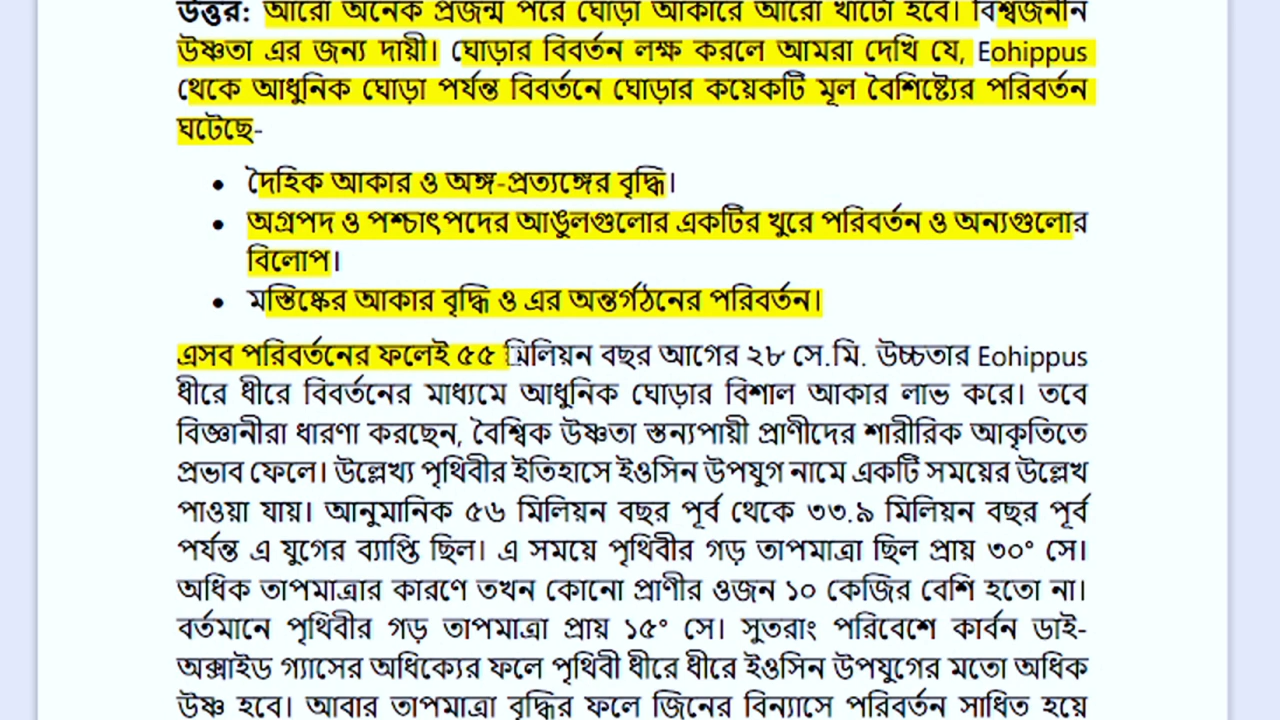 উত্তর: আরো অনেক প্রজন্ম পরে ঘোড়া আকারে আরো খাটো হবে। বিশ্বজনীন
উষ্ণতা এর জন্য দায়ী। ঘোড়ার বিবর্তন লক্ষ করলে আমরা দেখি যে, Eohippus
থেকে আধুনিক ঘোড়া পর্যন্ত বিবর্তনে ঘোড়ার কয়েকটি মূল বৈশিষ্ট্যের পরিবর্তন
ঘটেছে-
• দৈহিক আকার ও অঙ্গ-প্রত্যঙ্গের বৃদ্ধি।
• অগ্রপদ ও পশ্চাৎপদের আঙুলগুলোর একটির খুরে পরিবর্তন ও অন্যগুলোর
বিলোপ।
• মস্তিষ্কের আকার বৃদ্ধি ও এর অন্তর্গঠনের পরিবর্তন।
এসব পরিবর্তনের ফলেই ৫৫ মিলিয়ন বছর আগের ২৮ সে.মি. উচ্চতার Eohippus
ধীরে ধীরে বিবর্তনের মাধ্যমে আধুনিক ঘোড়ার বিশাল আকার লাভ করে। তবে
বিজ্ঞানীরা ধারণা করছেন, বৈশ্বিক উষ্ণতা স্তন্যপায়ী প্রাণীদের শারীরিক আকৃতিতে
প্রভাব ফেলে। উল্লেখ্য পৃথিবীর ইতিহাসে ইওসিন উপযুগ নামে একটি সময়ের উল্লেখ
পাওয়া যায়। আনুমানিক ৫৬ মিলিয়ন বছর পূর্ব থেকে ৩৩.৯ মিলিয়ন বছর পূর্ব
পর্যন্ত এ যুগের ব্যাপ্তি ছিল। এ সময়ে পৃথিবীর গড় তাপমাত্রা ছিল প্রায় ৩০° সে।
অধিক তাপমাত্রার কারণে তখন কোনো প্রাণীর ওজন ১০ কেজির বেশি হতো না।
বর্তমানে পৃথিবীর গড় তাপমাত্রা প্রায় ১৫° সে। সুতরাং পরিবেশে কার্বন ডাই-
অক্সাইড গ্যাসের অধিক্যের ফলে পৃথিবী ধীরে ধীরে ইওসিন উপযুগের মতো অধিক
উষ্ণ হবে। আবার তাপমাত্রা বৃদ্ধির ফলে জিনের বিন্যাসে পরিবর্তন সাধিত হয়ে